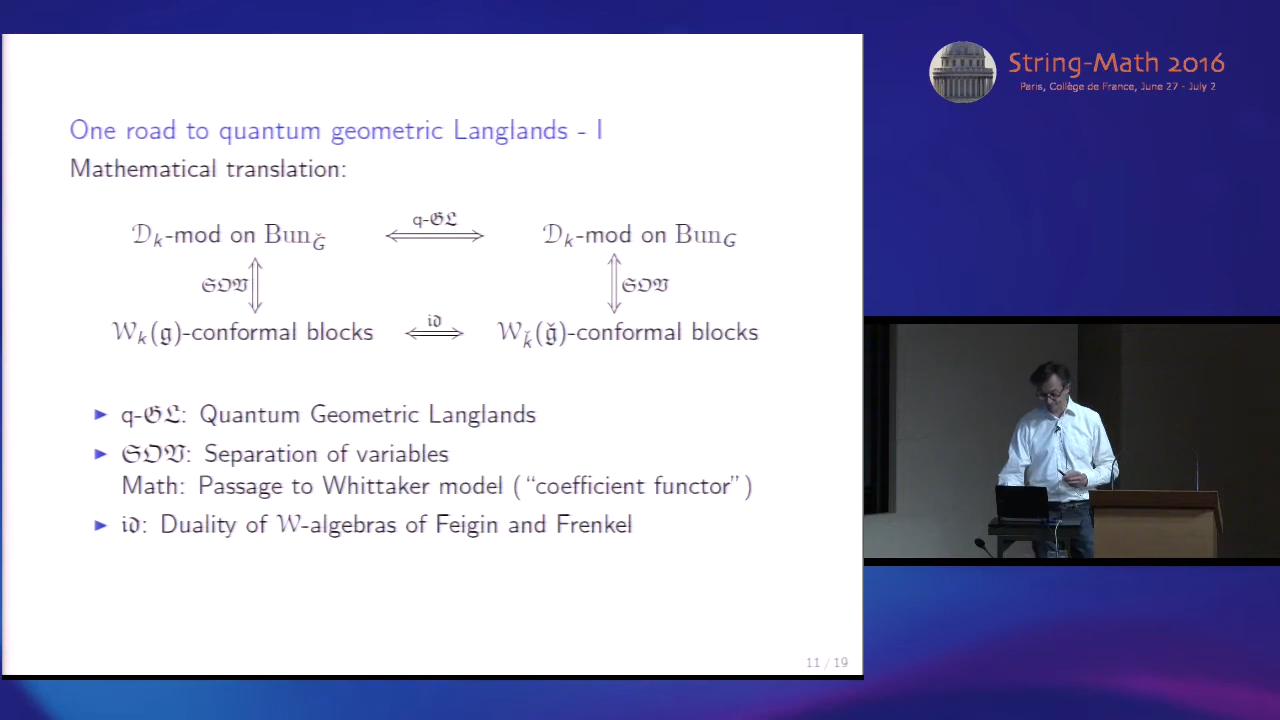 String-Math 2016
Paris, Collège de France, June 27 - July 2
One road to quantum geometric Langlands - I
Mathematical translation:
𝒟ₖ-mod on Bun_Ǧ ⟺ q-𝔊𝔏 𝒟ₖ-mod on Bun_G
𝔖𝔒𝔙 𝔖𝔒𝔙
𝒲ₖ(𝔤)-conformal blocks ⟺ 𝔦𝔡 𝒲_ǩ(𝔤̌)-conformal blocks
► q-𝔊𝔏: Quantum Geometric Langlands
► 𝔖𝔒𝔙: Separation of variables
Math: Passage to Whittaker model (“coefficient functor”)
► 𝔦𝔡: Duality of 𝒲-algebras of Feigin and Frenkel
11 / 19